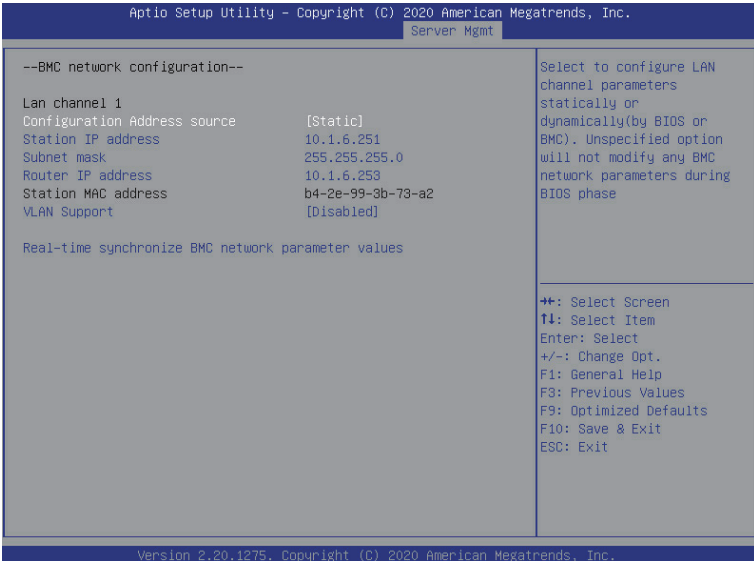 Aptio Setup Utility – Copyright (C) 2020 American Megatrends, Inc.
Server Mgmt
--BMC network configuration--
Lan channel 1
Configuration Address source [Static]
Station IP address 10.1.6.251
Subnet mask 255.255.255.0
Router IP address 10.1.6.253
Station MAC address b4-2e-99-3b-73-a2
VLAN Support [Disabled]
Real-time synchronize BMC network parameter values
Select to configure LAN
channel parameters
statically or
dynamically(by BIOS or
BMC). Unspecified option
will not modify any BMC
network parameters during
BIOS phase
→←: Select Screen
↑↓: Select Item
Enter: Select
+/-: Change Opt.
F1: General Help
F3: Previous Values
F9: Optimized Defaults
F10: Save & Exit
ESC: Exit
Version 2.20.1275. Copyright (C) 2020 American Megatrends, Inc.